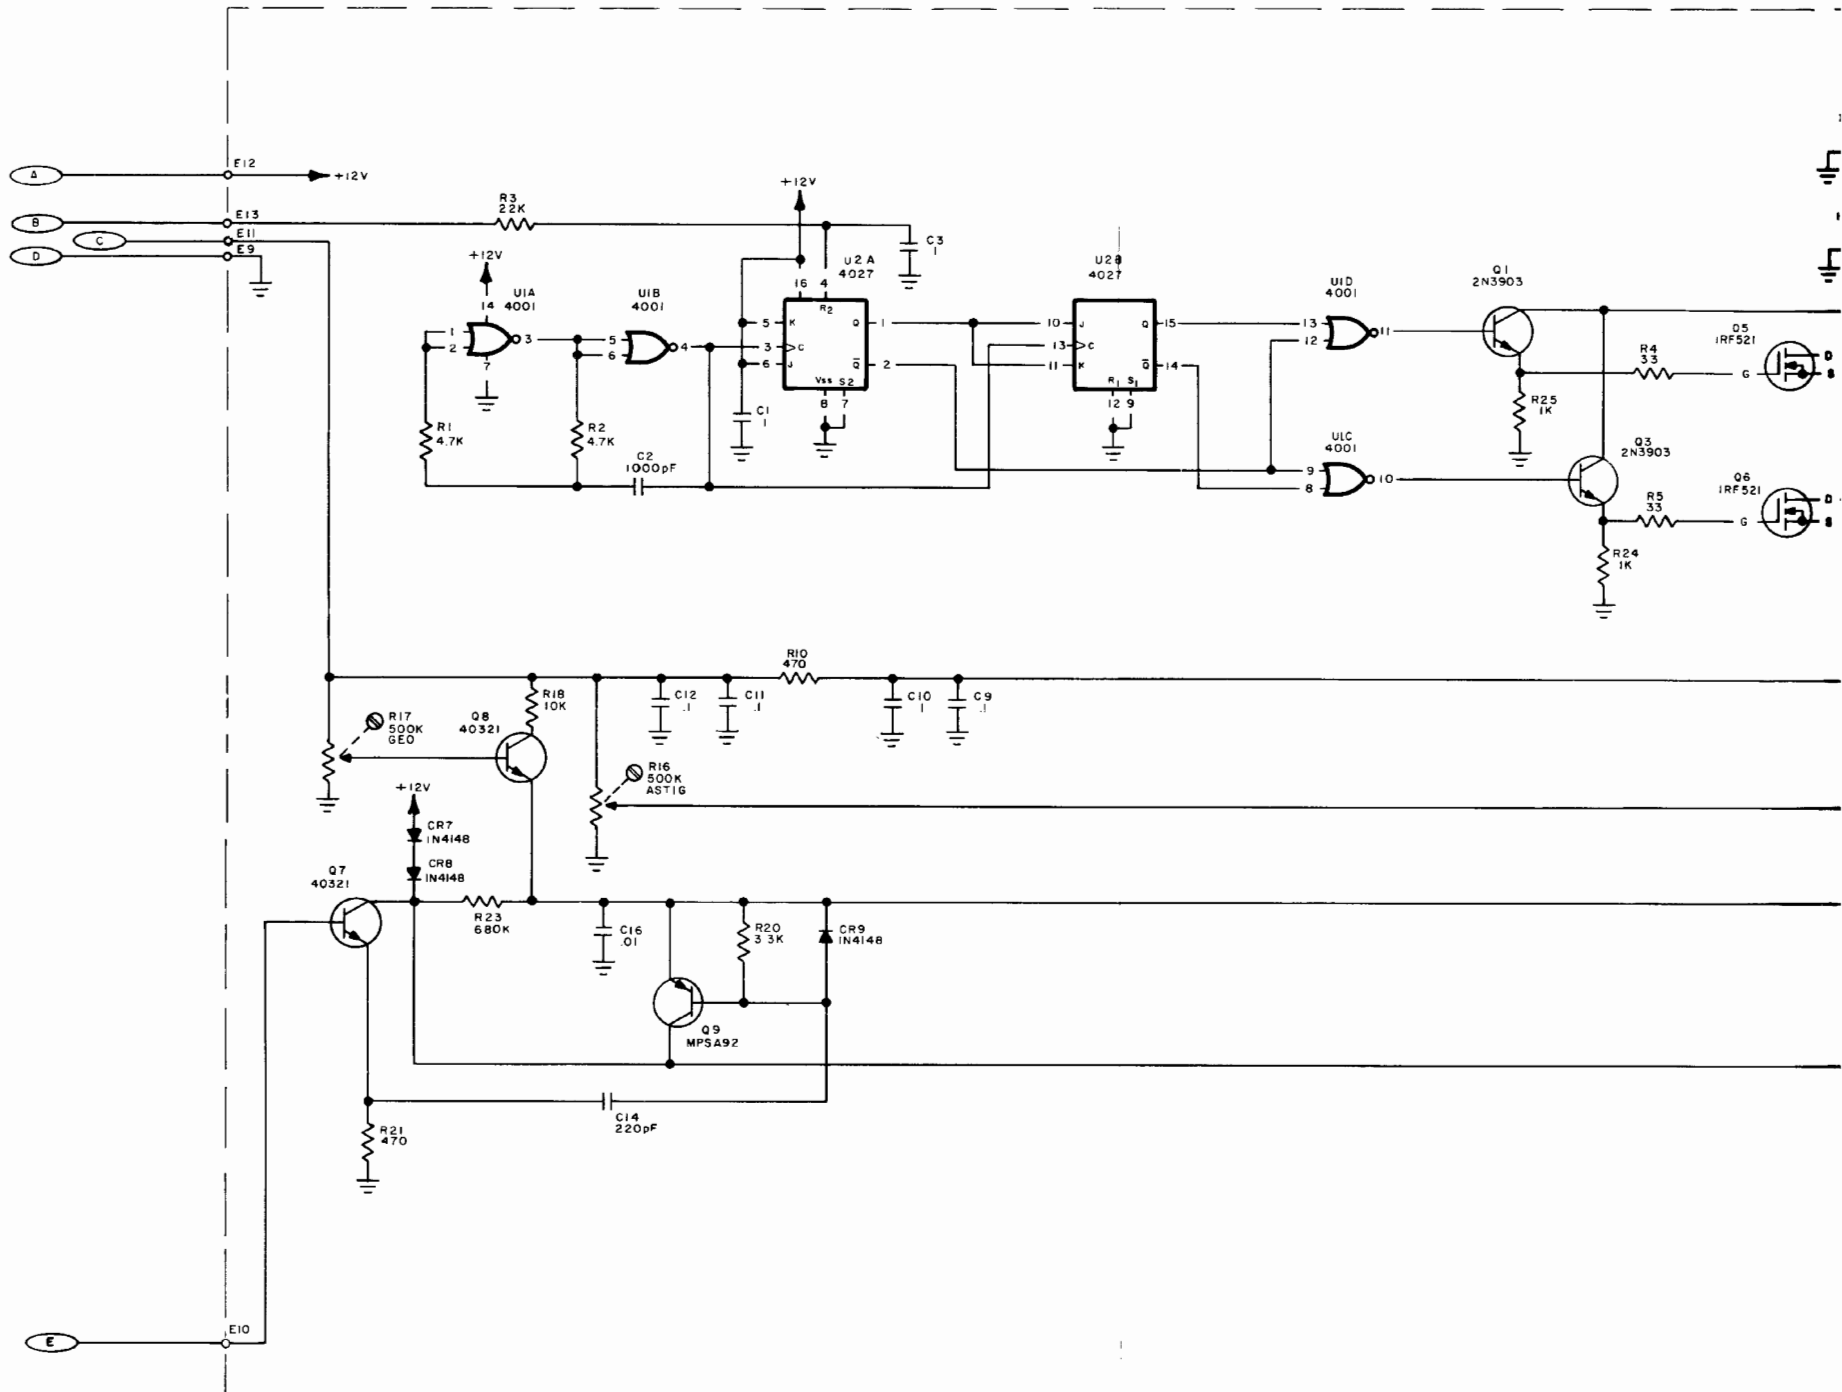 A
E12
+12V
B
E13
R3
22K
C
E11
D
E9
+12V
C3
.1
+12V
U1A
4001
14
1
2
3
7
U1B
4001
5
6
4
U2A
4027
16
4
R2
5
K
Q
1
3
C
6
J
Q
2
Vss
S2
8
7
C1
R1
4.7K
R2
4.7K
C2
1000pF
U2B
4027
10
J
Q
15
13
C
11
K
Q
14
R1
S1
12
9
U1D
4001
13
12
11
U1C
4001
9
8
10
Q1
2N3903
R4
33
R25
1K
Q5
IRF521
G
D
S
Q3
2N3903
R5
33
R24
1K
Q6
IRF521
G
D
S
R10
470
R18
10K
C12
.1
C11
.1
C10
C9
.1
R17
500K
GEO
Q8
40321
R16
500K
ASTIG
+12V
CR7
1N4148
CR8
1N4148
Q7
40321
R23
680K
C16
.01
R20
3.3K
CR9
1N4148
Q9
MPSA92
C14
220pF
R21
470
E
E10